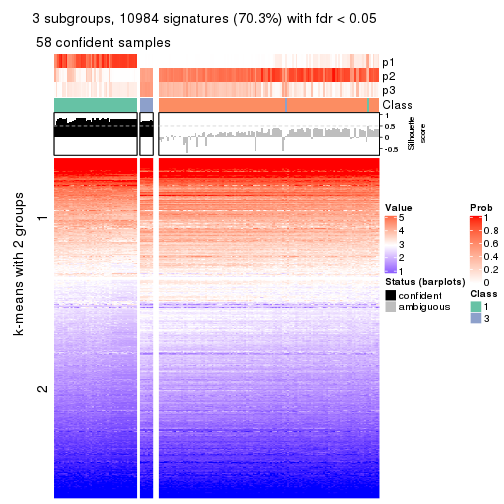 3 subgroups, 10984 signatures (70.3%) with fdr < 0.05
58 confident samples
p1
p2
p3
Class
1
0.5
0
-0.5
Silhouette
score
k-means with 2 groups
1
2
Value
5
4
3
2
1
Status (barplots)
confident
ambiguous
Prob
1
0.8
0.6
0.4
0.2
0
Class
1
3